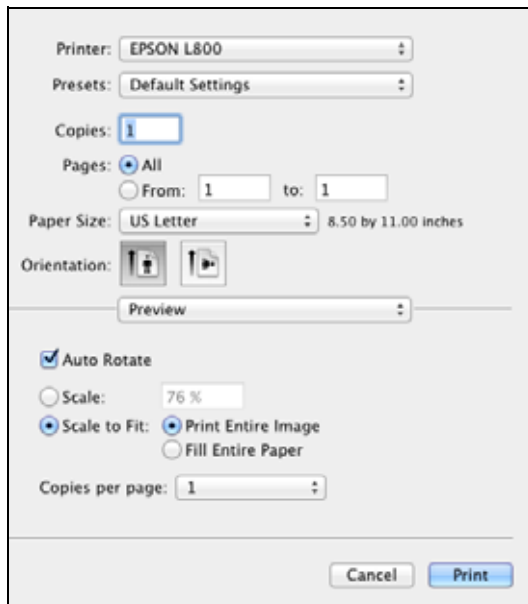 Printer: EPSON L800
Presets: Default Settings
Copies: 1
Pages: All
From: 1 to: 1
Paper Size: US Letter 8.50 by 11.00 inches
Orientation:
Preview
Auto Rotate
Scale: 76 %
Scale to Fit: Print Entire Image
Fill Entire Paper
Copies per page: 1
Cancel Print